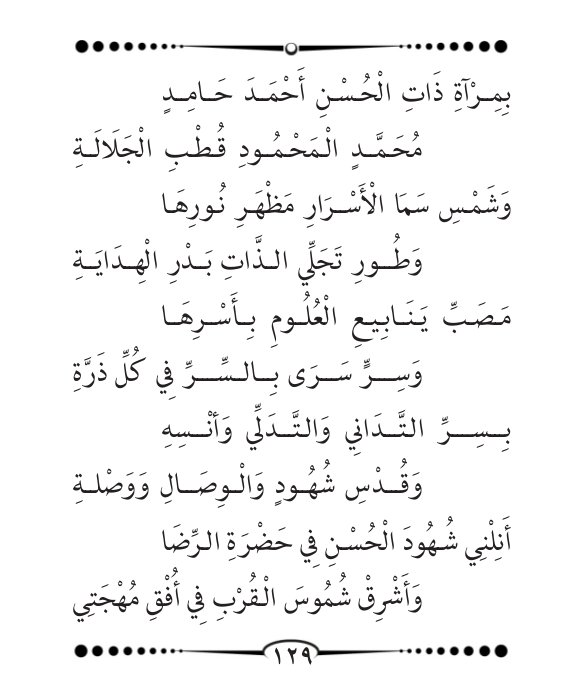 بِمِرْآةِ ذَاتِ الْحُسْنِ أَحْمَدَ حَامِدٍ
مُحَمَّدٍ الْمَحْمُودِ قُطْبِ الْجَلَالَةِ
وَشَمْسِ سَمَا الْأَسْرَارِ مَظْهَرِ نُورِهَا
وَطُورِ تَجَلِّي الذَّاتِ بَدْرِ الْهِدَايَةِ
مَصَبِّ يَنَابِيعِ الْعُلُومِ بِأَسْرِهَا
وَسِرٍّ سَرَى بِالسِّرِّ فِي كُلِّ ذَرَّةِ
بِسِرِّ التَّدَانِي وَالتَّدَلِّي وَأُنْسِهِ
وَقُدْسِ شُهُودٍ وَالْوِصَالِ وَوَصْلةِ
أَنِلْنِي شُهُودَ الْحُسْنِ فِي حَضْرَةِ الرِّضَا
وَأَشْرِقْ شُمُوسَ الْقُرْبِ فِي أُفْقِ مُهْجَتِي
١٢٩